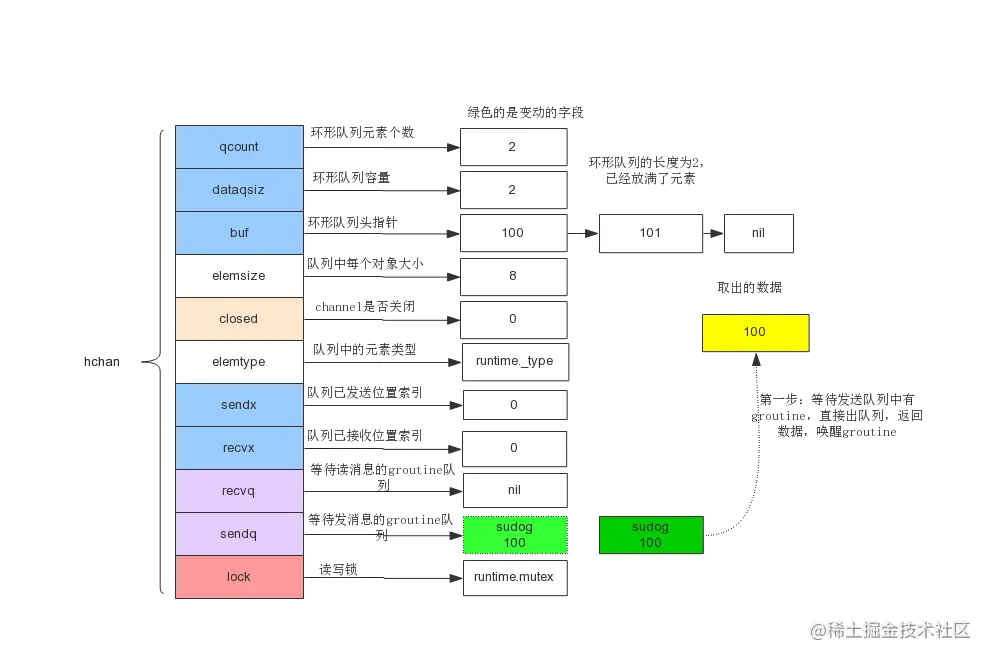 绿色的是变动的字段
qcount
环形队列元素个数
2
环形队列的长度为2,
已经放满了元素
dataqsiz
环形队列容量
2
buf
环形队列头指针
100
101
nil
elemsize
队列中每个对象大小
8
取出的数据
closed
channel是否关闭
0
100
hchan
elemtype
队列中的元素类型
runtime._type
sendx
队列已发送位置索引
0
第一步: 等待发送队列中有
groutine, 直接出队列, 返回
数据, 唤醒groutine
recvx
队列已接收位置索引
0
recvq
等待读消息的groutine队
列
nil
sendq
等待发消息的groutine队
列
sudog
100
sudog
100
lock
读写锁
runtime.mutex
@稀土掘金技术社区